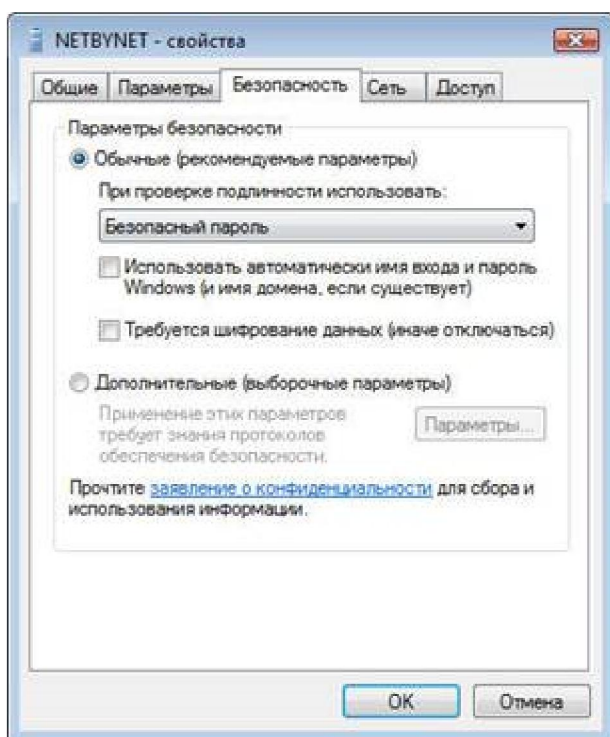 NETBYNET - свойства
Общие Параметры Безопасность Сеть Доступ
Параметры безопасности
Обычные (рекомендуемые параметры)
При проверке подлинности использовать:
Безопасный пароль
Использовать автоматически имя входа и пароль
Windows (и имя домена, если существует)
Требуется шифрование данных (иначе отключаться)
Дополнительные (выборочные параметры)
Применение этих параметров
требует знания протоколов
обеспечения безопасности.
Параметры...
Прочтите заявление о конфиденциальности для сбора и
использования информации.
ОК Отмена